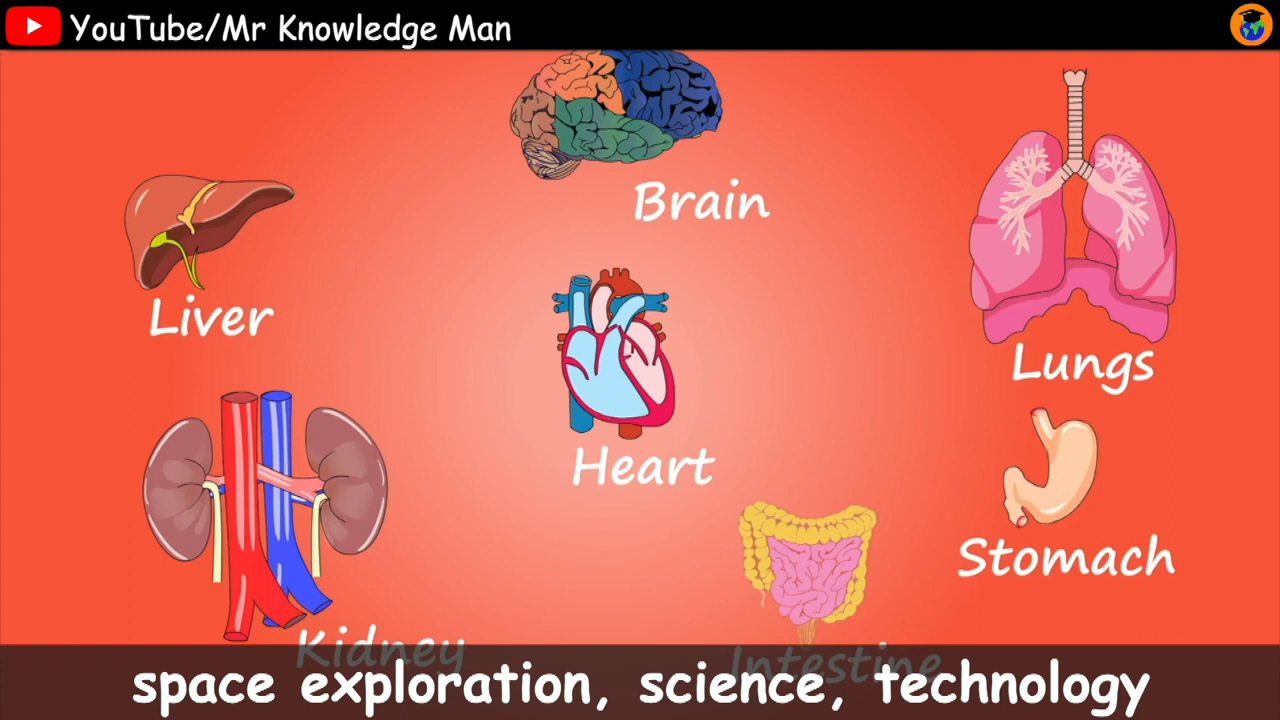 YouTube/Mr Knowledge Man
Brain
Liver
Lungs
Heart
Stomach
Kidney
Intestine
space exploration, science, technology